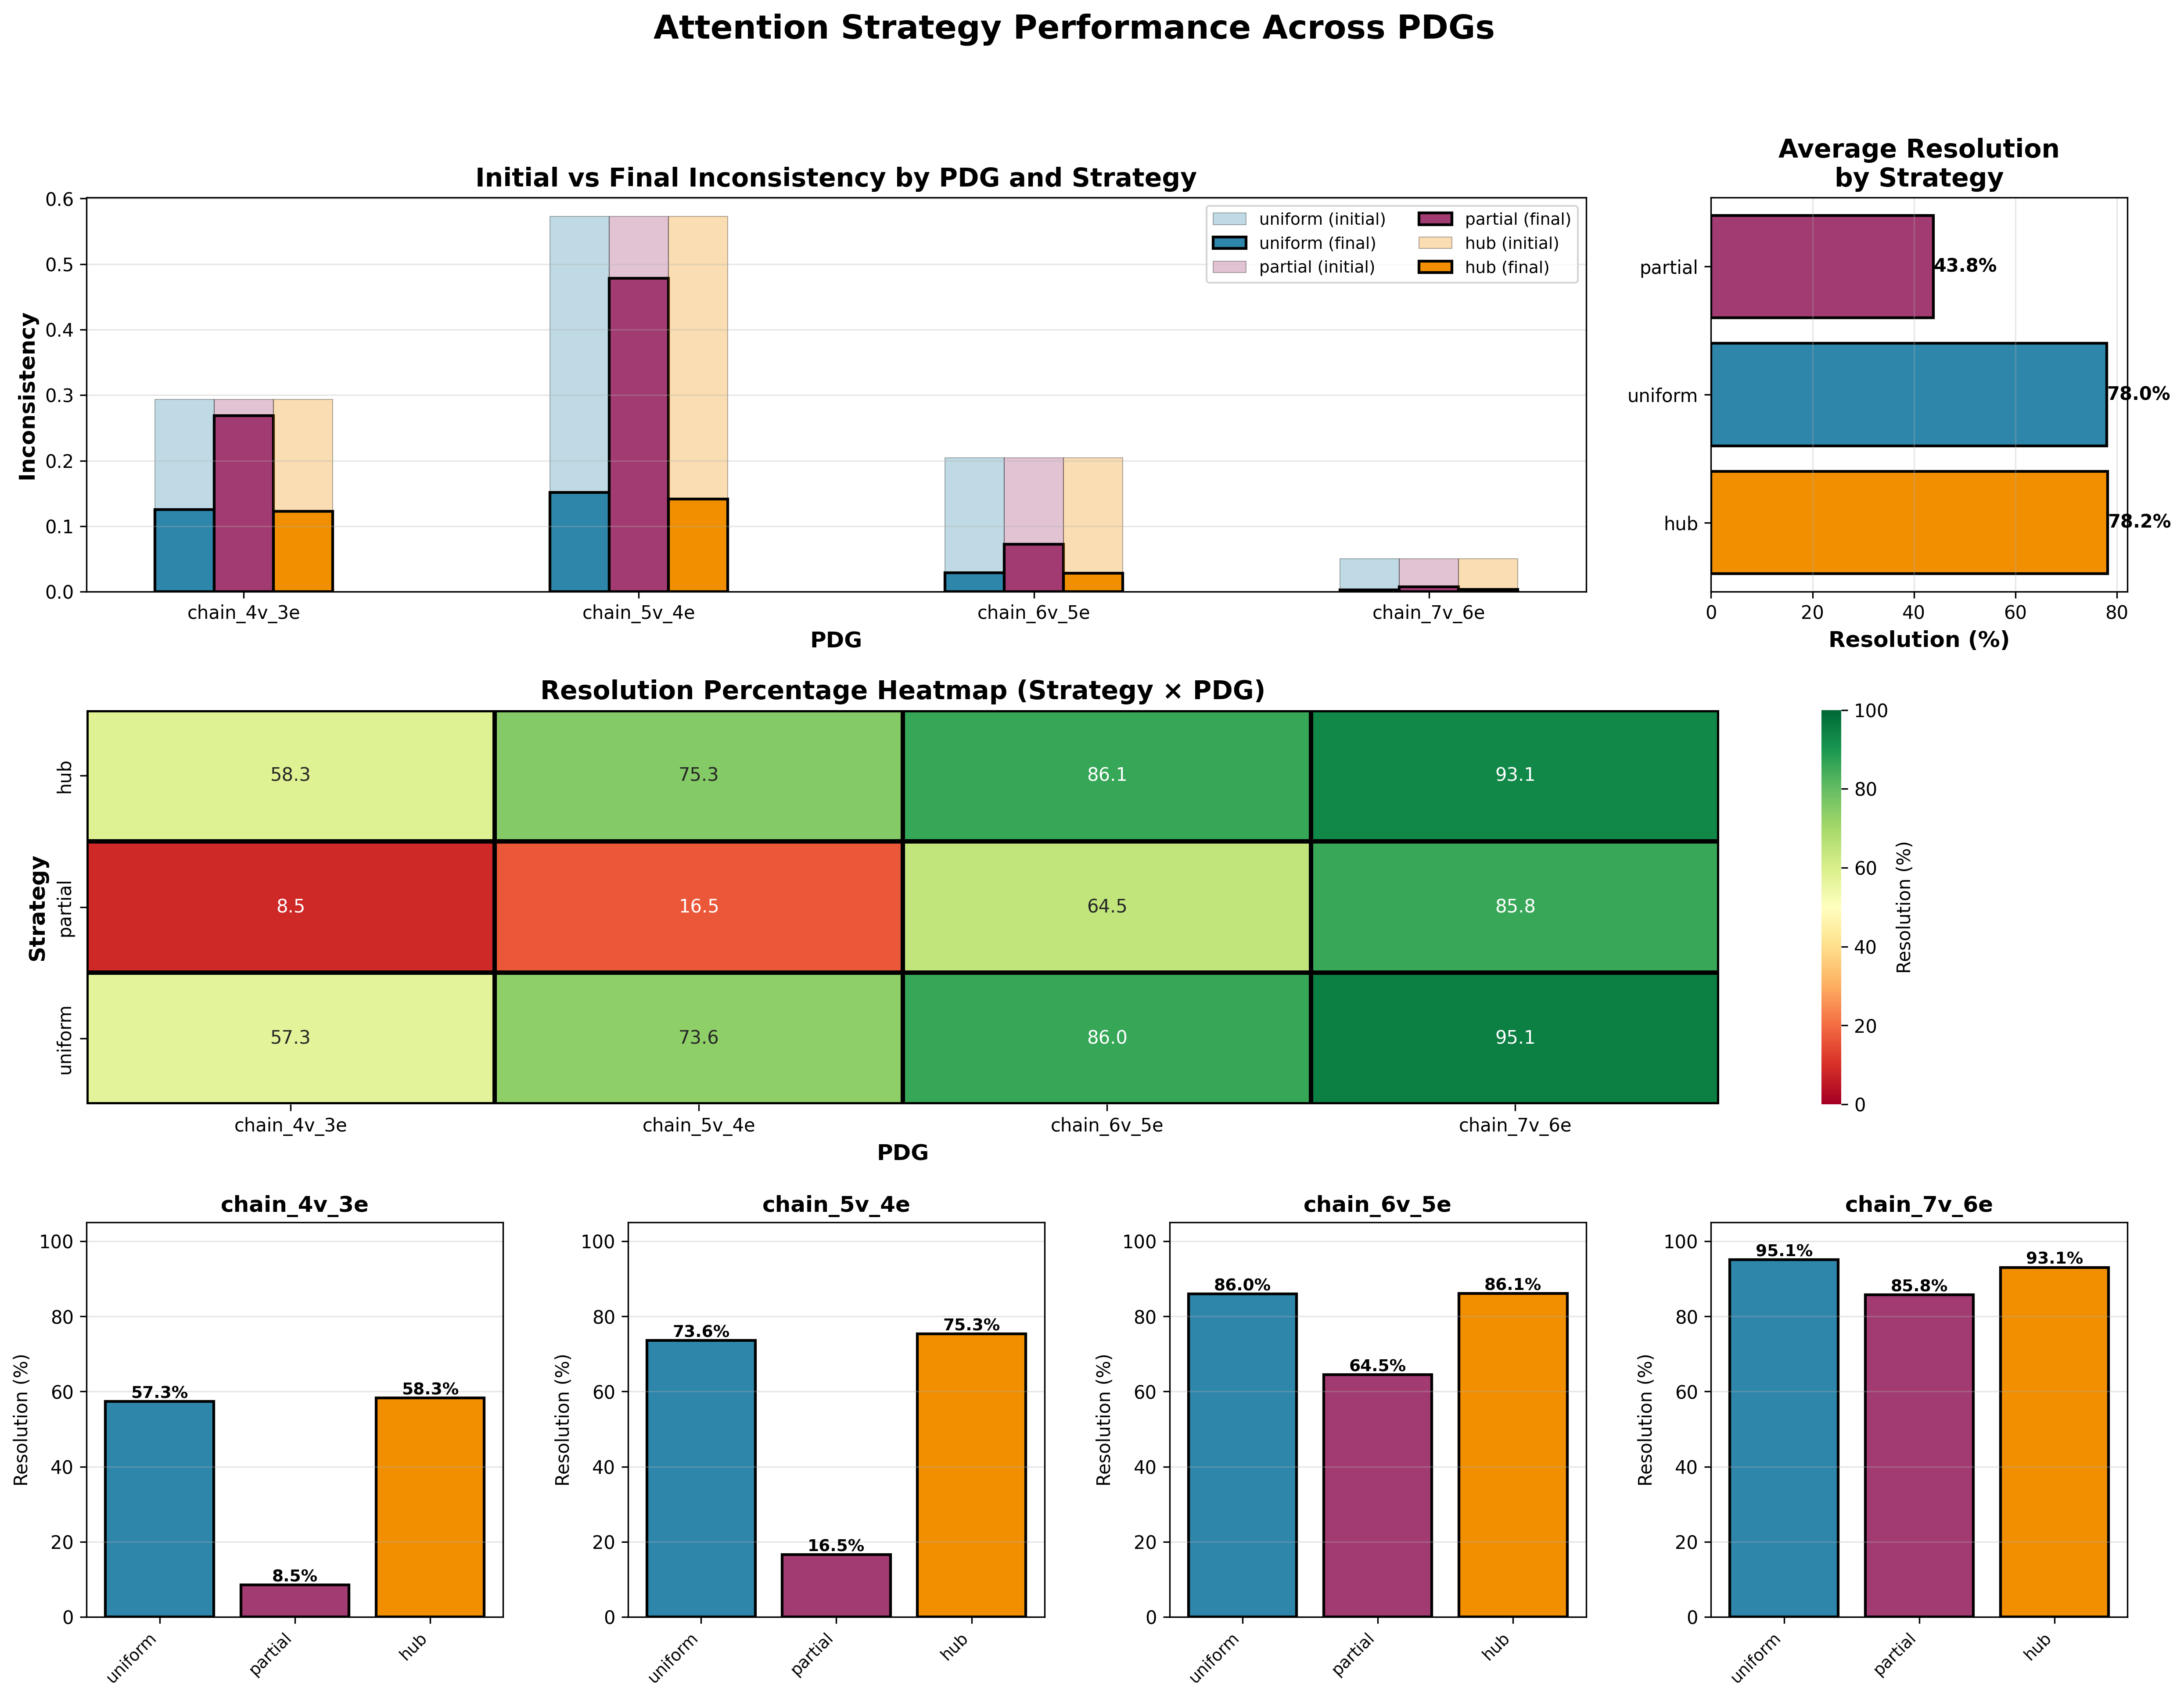 Attention Strategy Performance Across PDGs
Initial vs Final Inconsistency by PDG and Strategy
0.6
0.5
0.4
0.3
0.2
0.1
0.0
Inconsistency
uniform (initial)
uniform (final)
partial (initial)
partial (final)
hub (initial)
hub (final)
chain_4v_3e
chain_5v_4e
chain_6v_5e
chain_7v_6e
PDG
Average Resolution
by Strategy
partial
43.8%
uniform
78.0%
hub
78.2%
0
20
40
60
80
Resolution (%)
Resolution Percentage Heatmap (Strategy × PDG)
Strategy
hub
58.3
75.3
86.1
93.1
partial
8.5
16.5
64.5
85.8
uniform
57.3
73.6
86.0
95.1
chain_4v_3e
chain_5v_4e
chain_6v_5e
chain_7v_6e
PDG
100
80
60
40
20
0
Resolution (%)
chain_4v_3e
100
80
60
40
20
0
Resolution (%)
57.3%
8.5%
58.3%
uniform
partial
hub
chain_5v_4e
100
80
60
40
20
0
Resolution (%)
73.6%
16.5%
75.3%
uniform
partial
hub
chain_6v_5e
100
80
60
40
20
0
Resolution (%)
86.0%
64.5%
86.1%
uniform
partial
hub
chain_7v_6e
100
80
60
40
20
0
Resolution (%)
95.1%
85.8%
93.1%
uniform
partial
hub